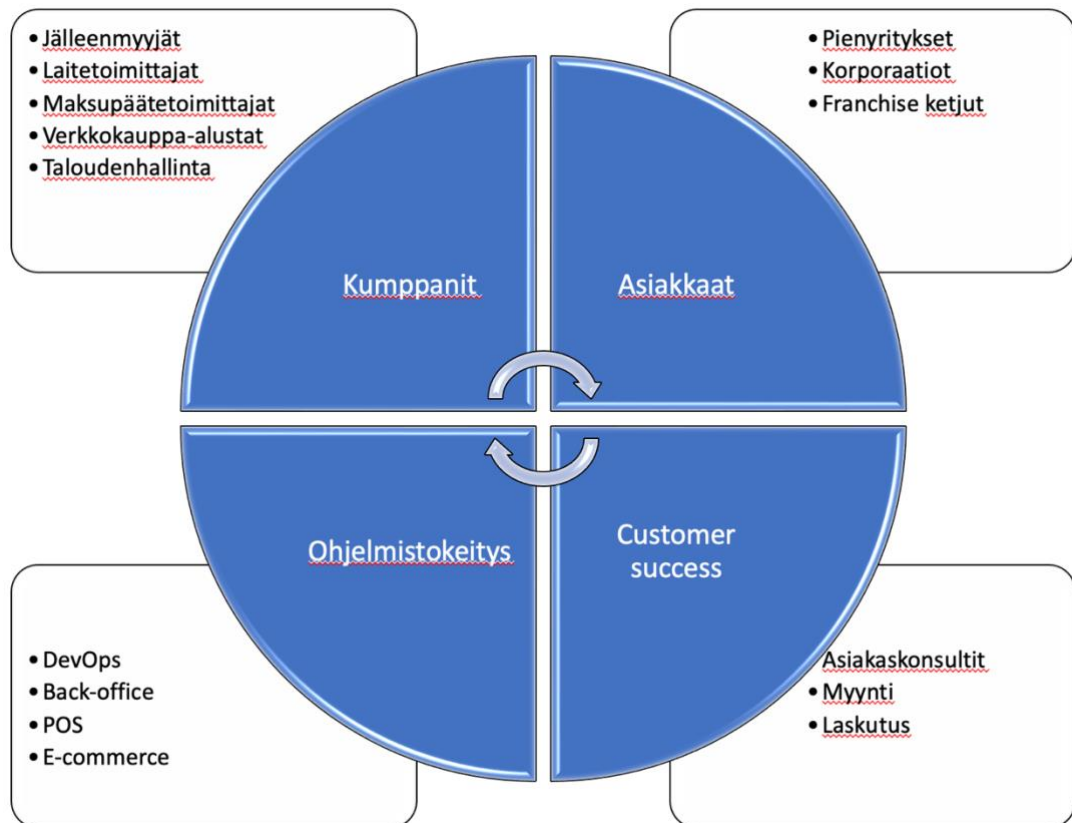 • Jälleenmyyjät
• Laitetoimittajat
• Maksupäätetoimittajat
• Verkkokauppa-alustat
• Taloudenhallinta
• Pienyritykset
• Korporaatiot
• Franchise ketjut
Kumppanit
Asiakkaat
Ohjelmistokeitys
Customer
success
• DevOps
• Back-office
• POS
• E-commerce
Asiakaskonsultit
• Myynti
• Laskutus